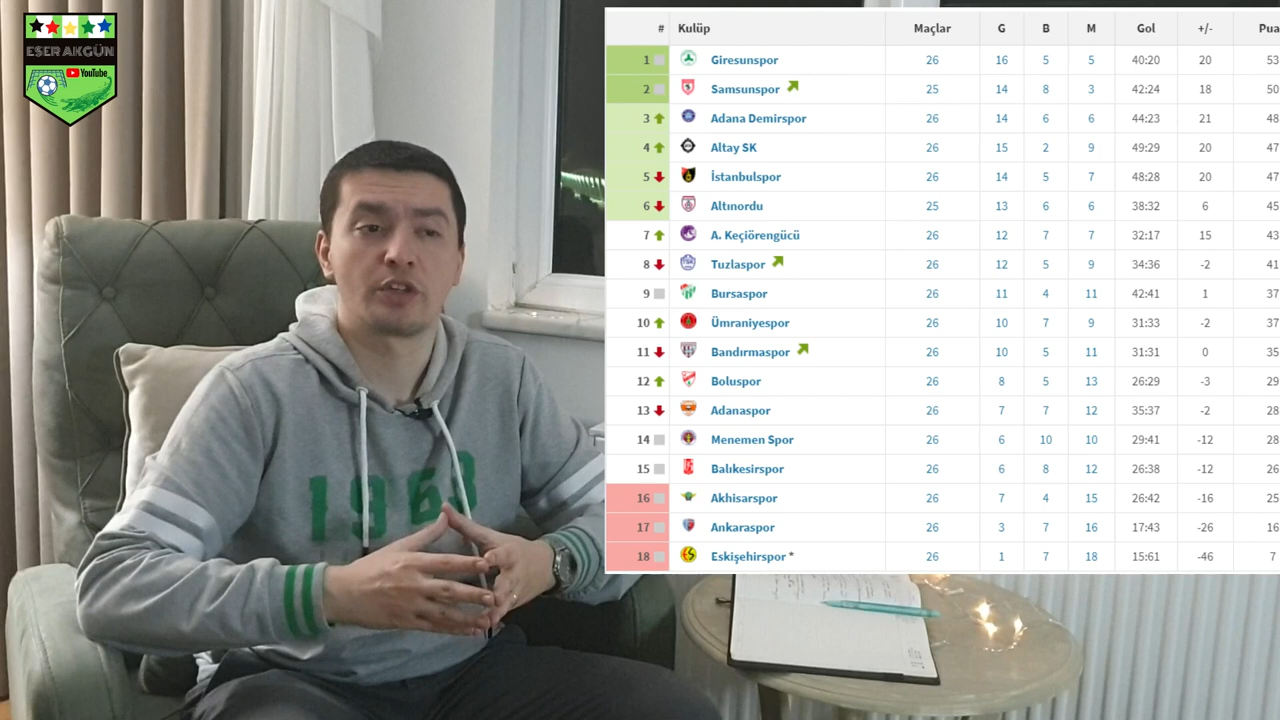 ESER AKGÜN
YouTube
1963
# Kulüp Maçlar G B M Gol +/- Pua
1 Giresunspor 26 16 5 5 40:20 20 53
2 Samsunspor 25 14 8 3 42:24 18 50
3 Adana Demirspor 26 14 6 6 44:23 21 48
4 Altay SK 26 15 2 9 49:29 20 47
5 İstanbulspor 26 14 5 7 48:28 20 47
6 Altınordu 25 13 6 6 38:32 6 45
7 A. Keçiörengücü 26 12 7 7 32:17 15 43
8 Tuzlaspor 26 12 5 9 34:36 -2 41
9 Bursaspor 26 11 4 11 42:41 1 37
10 Ümraniyespor 26 10 7 9 31:33 -2 37
11 Bandırmaspor 26 10 5 11 31:31 0 35
12 Boluspor 26 8 5 13 26:29 -3 29
13 Adanaspor 26 7 7 12 35:37 -2 28
14 Menemen Spor 26 6 10 10 29:41 -12 28
15 Balıkesirspor 26 6 8 12 26:38 -12 26
16 Akhisarspor 26 7 4 15 26:42 -16 25
17 Ankaraspor 26 3 7 16 17:43 -26 16
18 Eskişehirspor * 26 1 7 18 15:61 -46 7